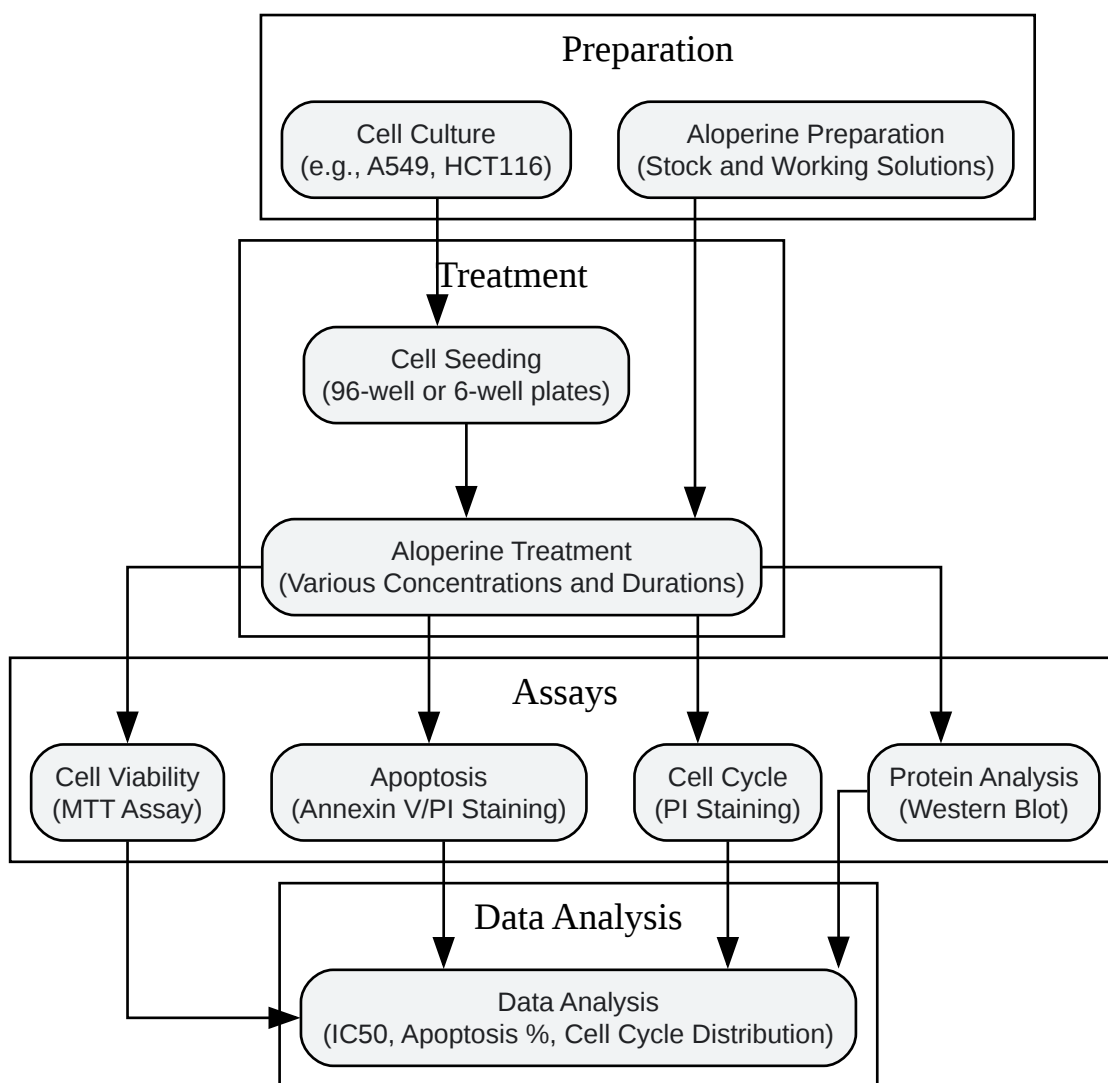 Preparation
Cell Culture
(e.g., A549, HCT116)
Aloperine Preparation
(Stock and Working Solutions)
Treatment
Cell Seeding
(96-well or 6-well plates)
Aloperine Treatment
(Various Concentrations and Durations)
Assays
Cell Viability
(MTT Assay)
Apoptosis
(Annexin V/PI Staining)
Cell Cycle
(PI Staining)
Protein Analysis
(Western Blot)
Data Analysis
Data Analysis
(IC50, Apoptosis %, Cell Cycle Distribution)